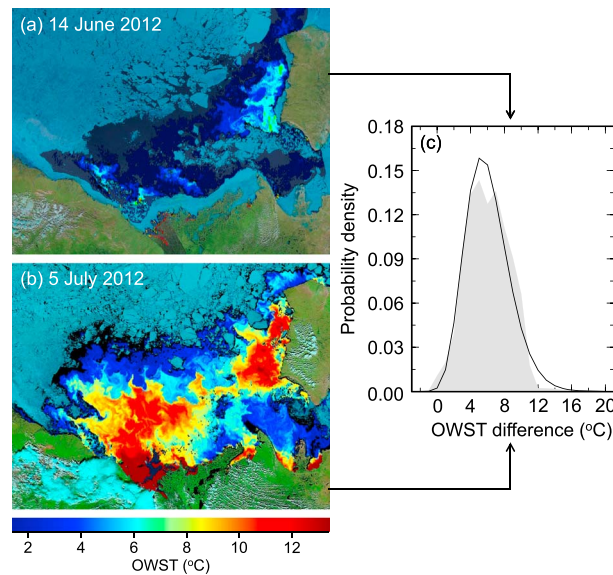 (a) 14 June 2012
(b) 5 July 2012
2 4 6 8 10 12
OWST (°C)
(c)
0.18
0.15
0.12
0.09
0.06
0.03
0.00
Probability density
0 4 8 12 16 20
OWST difference (°C)